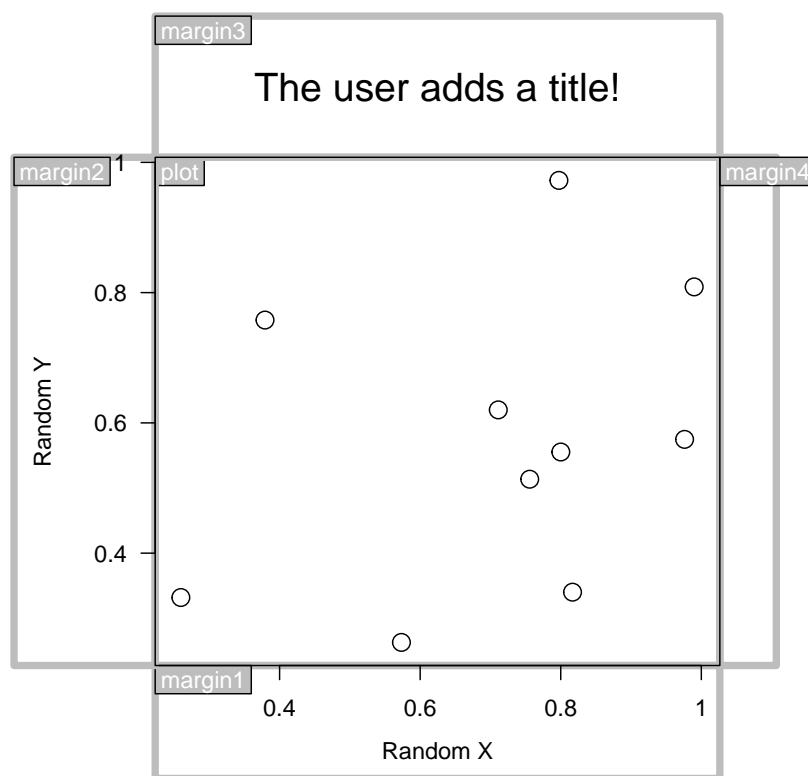 margin3
The user adds a title!
margin2
1
plot
margin4
0.8
0.6
0.4
Random Y
margin1
0.4
0.6
0.8
1
Random X